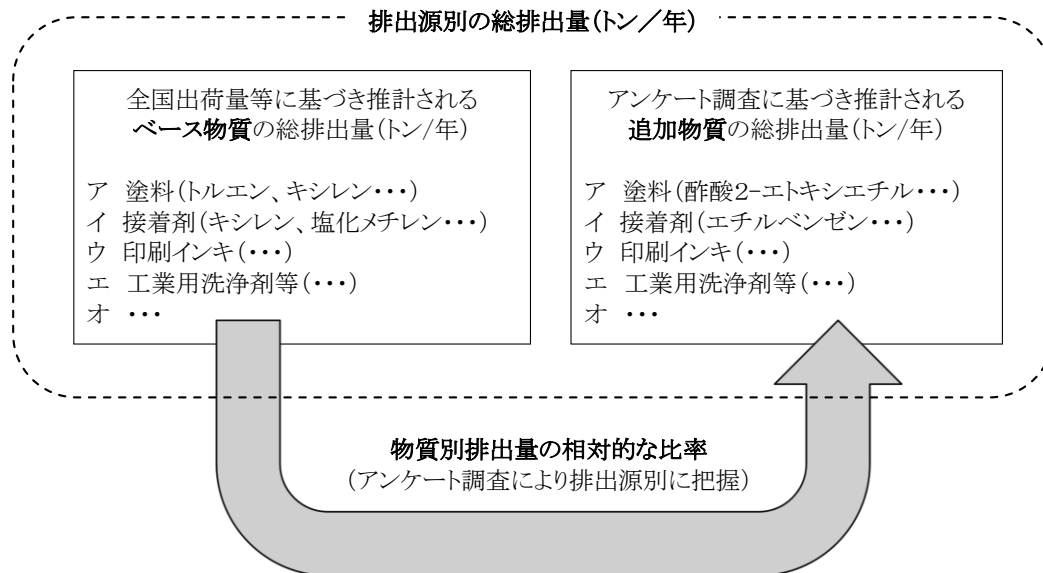 排出源別の総排出量(トン/年)
全国出荷量等に基づき推計される
ベース物質の総排出量(トン/年)
ア 塗料(トルエン、キシレン・・・)
イ 接着剤(キシレン、塩化メチレン・・・)
ウ 印刷インキ(・・・)
エ 工業用洗浄剤等(・・・)
オ ・・・
アンケート調査に基づき推計される
追加物質の総排出量(トン/年)
ア 塗料(酢酸2-エトキシエチル・・・)
イ 接着剤(エチルベンゼン・・・)
ウ 印刷インキ(・・・)
エ 工業用洗浄剤等(・・・)
オ ・・・
物質別排出量の相対的な比率
(アンケート調査により排出源別に把握)